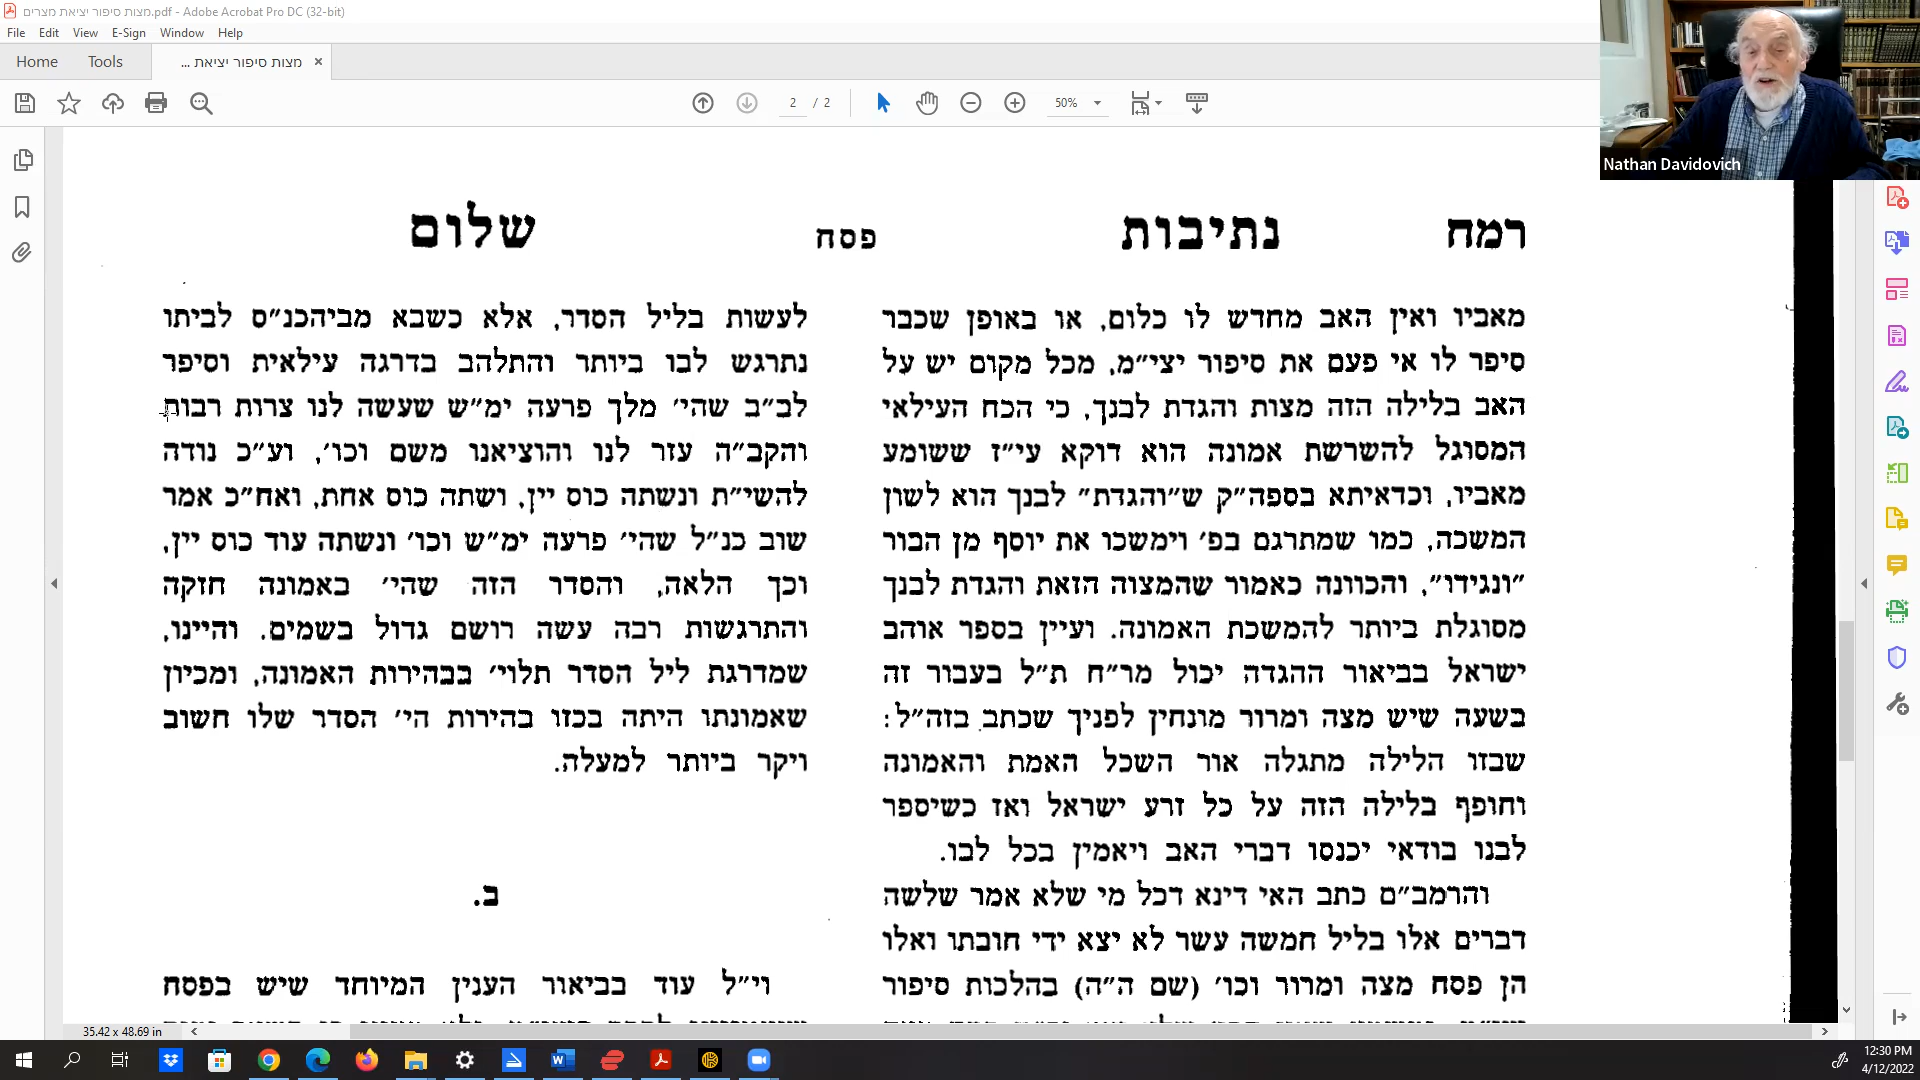 מצות סיפור יציאת מצרים.pdf - Adobe Acrobat Pro DC (32-bit)
File Edit View E-Sign Window Help
Home Tools מצות סיפור יציאת ... ×
2 / 2 50%
Nathan Davidovich
רמח נתיבות פסח שלום
מאביו ואין האב מחדש לו כלום, או באופן שכבר
סיפר לו אי פעם את סיפור יצי״מ, מכל מקום יש על
האב בלילה הזה מצות והגדת לבנך, כי הכח העילאי
המסוגל להשרשת אמונה הוא דוקא עי״ז ששומע
מאביו, וכדאיתא בספה״ק ש״והגדת״ לבנך הוא לשון
המשכה, כמו שמתרגם בפ׳ וימשכו את יוסף מן הבור
״ונגידו״, והכוונה כאמור שהמצוה הזאת והגדת לבנך
מסוגלת ביותר להמשכת האמונה. ועיין בספר אוהב
ישראל בביאור ההגדה יכול מר״ח ת״ל בעבור זה
בשעה שיש מצה ומרור מונחין לפניך שכתב בזה״ל:
שבזו הלילה מתגלה אור השכל האמת והאמונה
וחופף בלילה הזה על כל זרע ישראל ואז כשיספר
לבנו בודאי יכנסו דברי האב ויאמין בכל לבו.
והרמב״ם כתב האי דינא דכל מי שלא אמר שלשה
דברים אלו בליל חמשה עשר לא יצא ידי חובתו ואלו
הן פסח מצה ומרור וכו׳ (שם ה״ה) בהלכות סיפור
לעשות בליל הסדר, אלא כשבא מביהכנ״ס לביתו
נתרגש לבו ביותר והתלהב בדרגה עילאית וסיפר
לב״ב שהי׳ מלך פרעה ימ״ש שעשה לנו צרות רבות
והקב״ה עזר לנו והוציאנו משם וכו׳, וע״כ נודה
להשי״ת ונשתה כוס יין, ושתה כוס אחת, ואח״כ אמר
שוב כנ״ל שהי׳ פרעה ימ״ש וכו׳ ונשתה עוד כוס יין,
וכך הלאה, והסדר הזה שהי׳ באמונה חזקה
והתרגשות רבה עשה רושם גדול בשמים. והיינו,
שמדרגת ליל הסדר תלוי׳ בבהירות האמונה, ומכיון
שאמונתו היתה בכזו בהירות הי׳ הסדר שלו חשוב
ויקר ביותר למעלה.
ב.
וי״ל עוד בביאור הענין המיוחד שיש בפסח
35.42 x 48.69 in
12:30 PM
4/12/2022